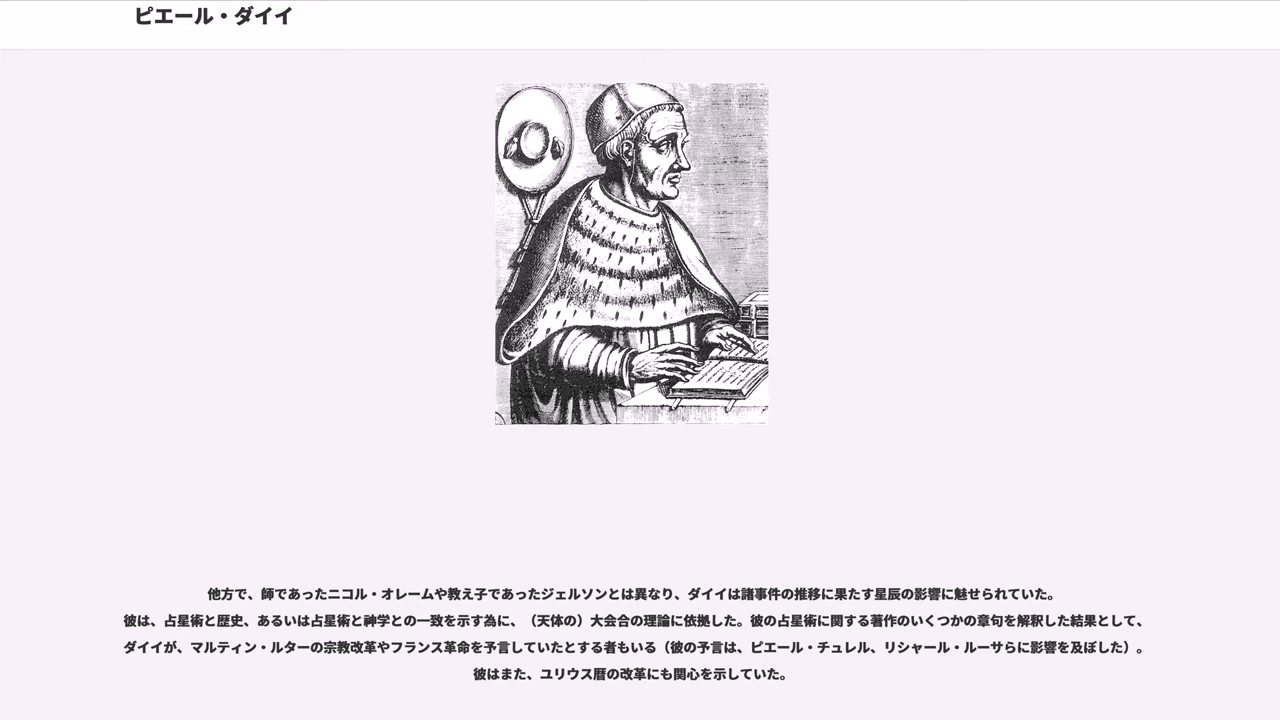 ピエール・ダイイ
他方で、師であったニコル・オレームや教え子であったジェルソンとは異なり、ダイイは諸事件の推移に果たす星辰の影響に魅せられていた。
彼は、占星術と歴史、あるいは占星術と神学との一致を示す為に、（天体の）大会合の理論に依拠した。彼の占星術に関する著作のいくつかの章句を解釈した結果として、
ダイイが、マルティン・ルターの宗教改革やフランス革命を予言していたとする者もいる（彼の予言は、ピエール・チュレル、リシャール・ルーサらに影響を及ぼした）。
彼はまた、ユリウス暦の改革にも関心を示していた。